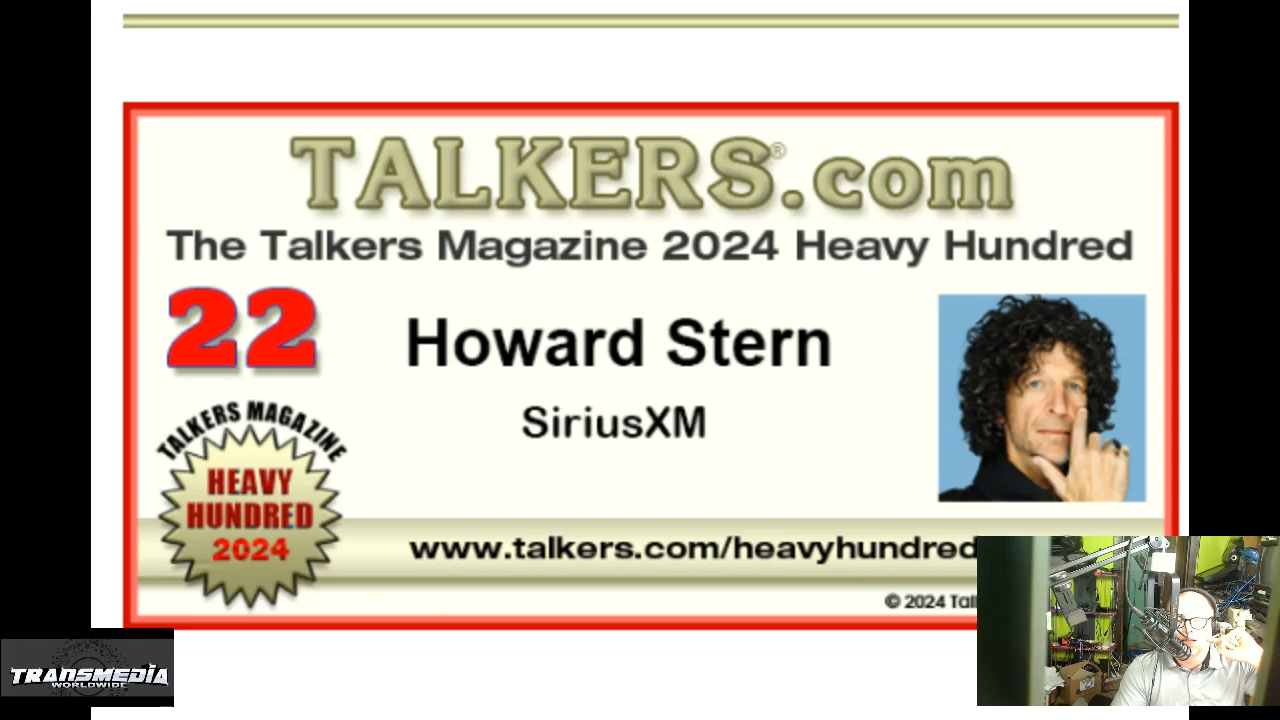 TALKERS®.com
The Talkers Magazine 2024 Heavy Hundred
22
Howard Stern
SiriusXM
TALKERS MAGAZINE
HEAVY
HUNDRED
2024
www.talkers.com/heavyhundred
© 2024
TRANSMEDIA
WORLDWIDE